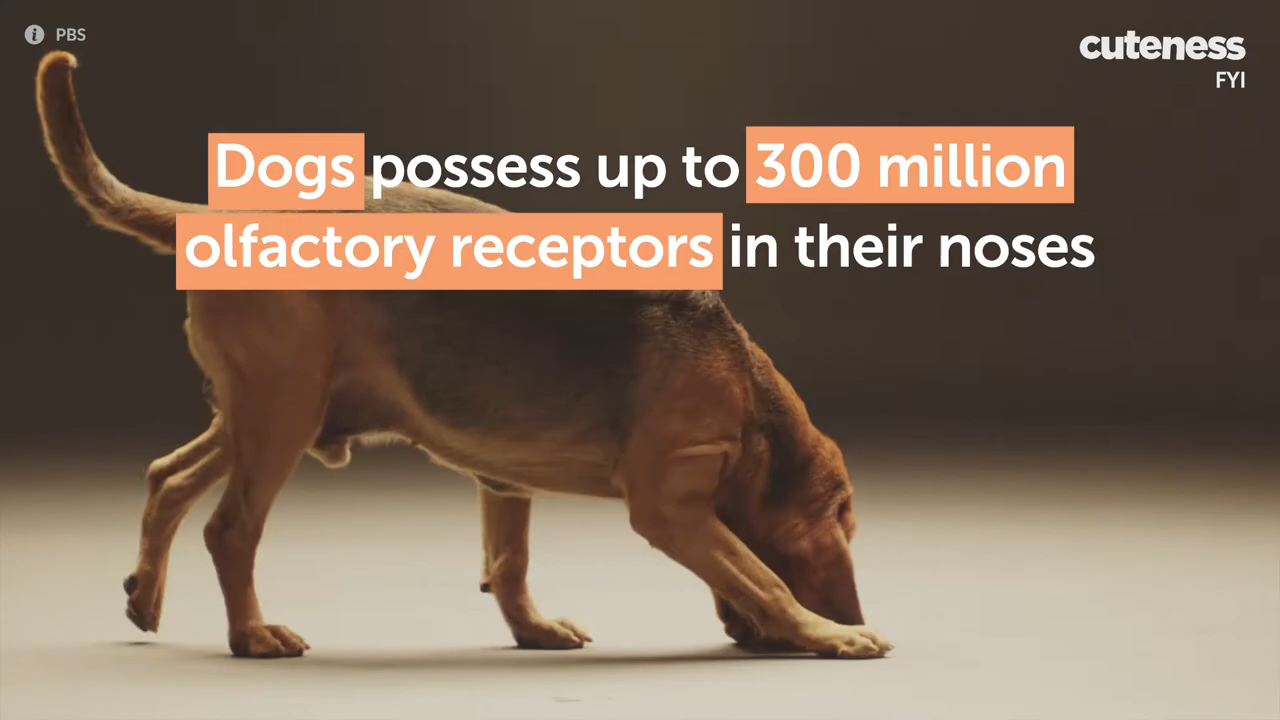 PBS
cuteness
FYI
Dogs possess up to 300 million
olfactory receptors in their noses